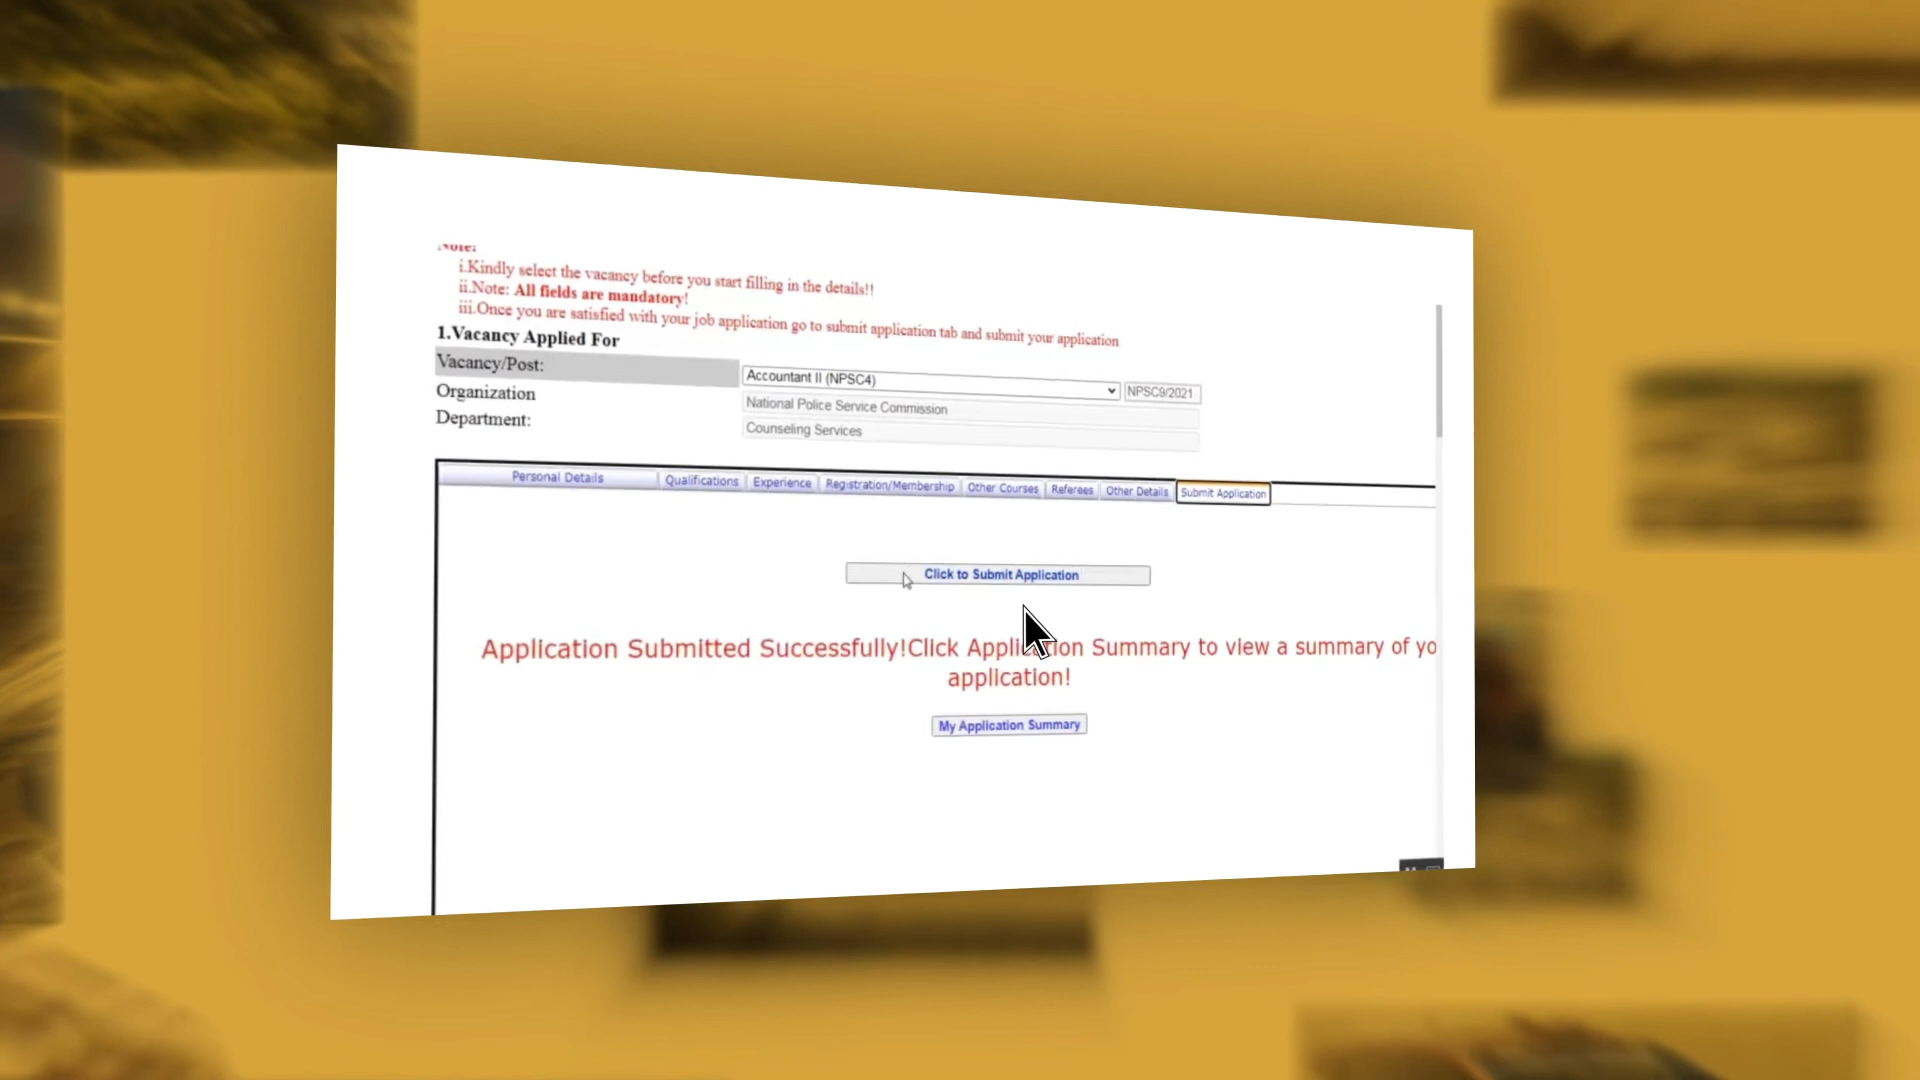 Note:
i.Kindly select the vacancy before you start filling in the details!!
ii.Note: All fields are mandatory!
iii.Once you are satisfied with your job application go to submit application tab and submit your application
1.Vacancy Applied For
Vacancy/Post: Accountant II (NPSC4) NPSC9/2021
Organization National Police Service Commission
Department: Counseling Services
Personal Details Qualifications Experience Registration/Membership Other Courses Referees Other Details Submit Application
Click to Submit Application
Application Submitted Successfully!Click Application Summary to view a summary of yo
application!
My Application Summary